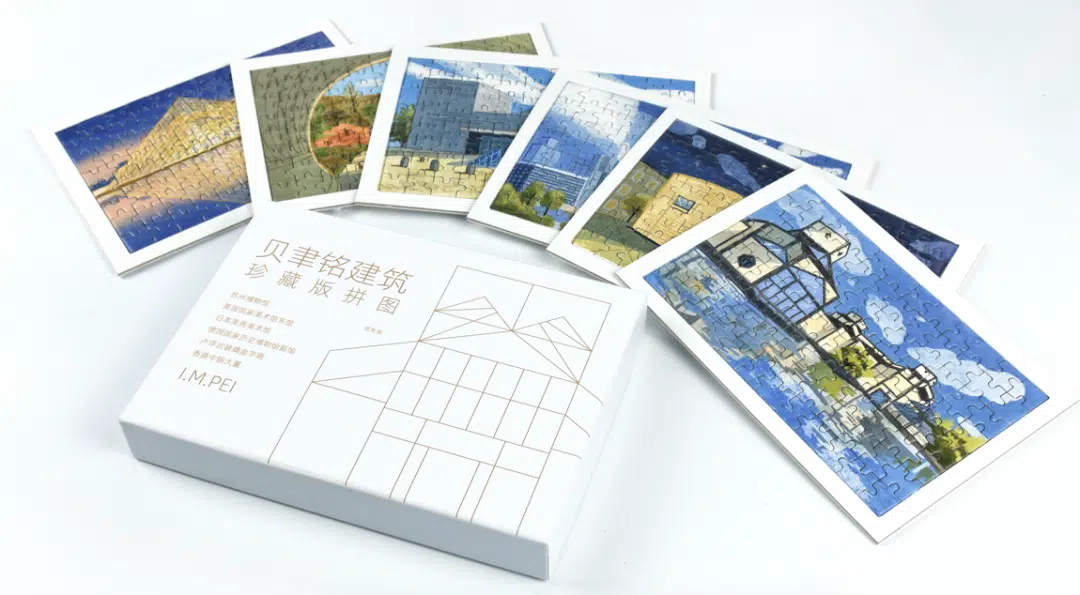 贝聿铭建筑
珍藏版拼图
苏州博物馆
美国国家美术馆东馆
日本美秀美术馆
德国国家历史博物馆新馆
卢浮宫玻璃金字塔
香港中银大厦
I.M.PEI